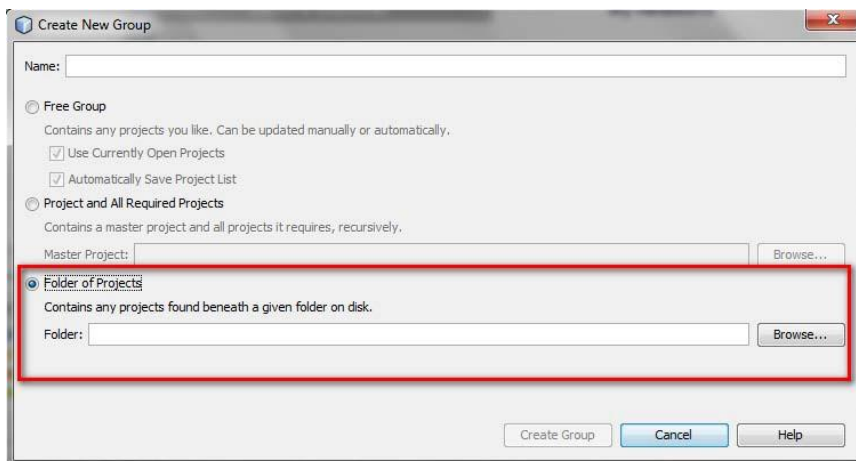 Create New Group
Name:
Free Group
Contains any projects you like. Can be updated manually or automatically.
Use Currently Open Projects
Automatically Save Project List
Project and All Required Projects
Contains a master project and all projects it requires, recursively.
Master Project: Browse...
Folder of Projects
Contains any projects found beneath a given folder on disk.
Folder: Browse...
Create Group Cancel Help